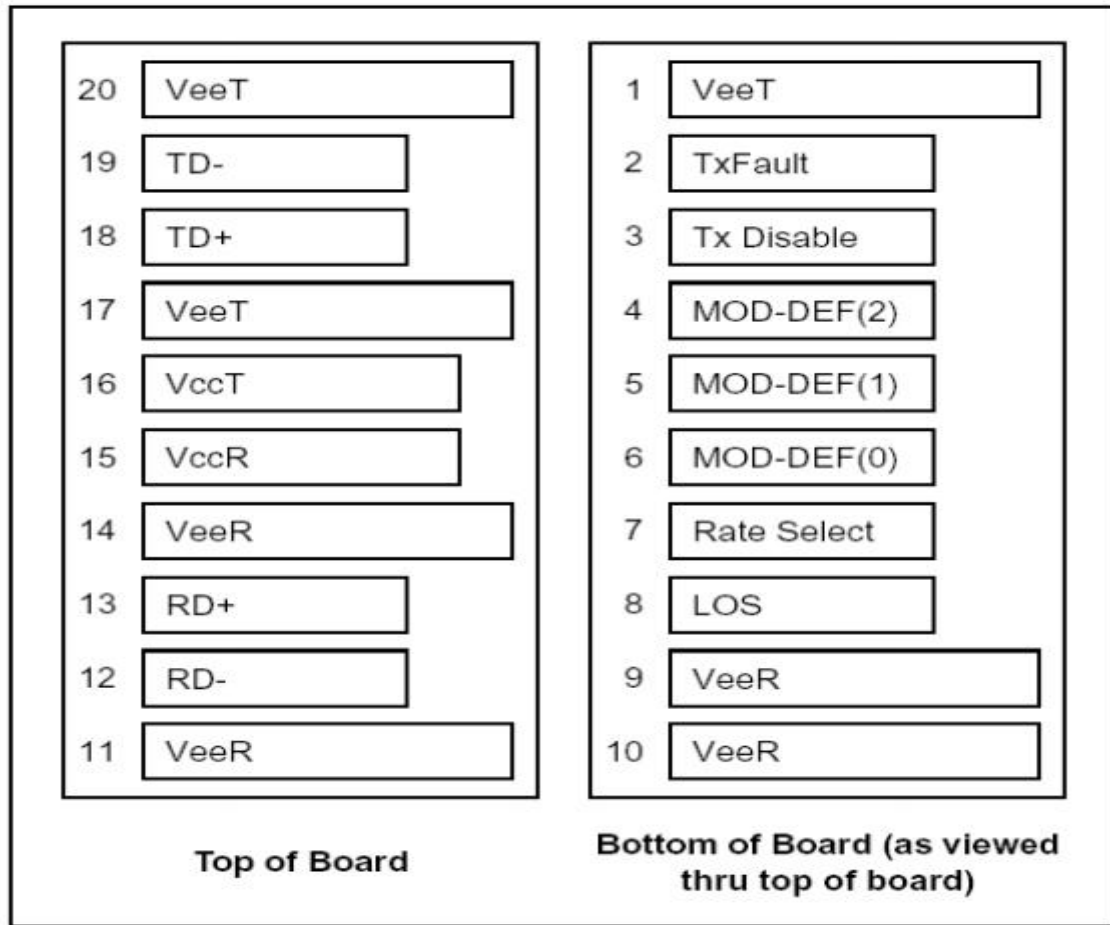 20 VeeT
19 TD-
18 TD+
17 VeeT
16 VccT
15 VccR
14 VeeR
13 RD+
12 RD-
11 VeeR
Top of Board
1 VeeT
2 TxFault
3 Tx Disable
4 MOD-DEF(2)
5 MOD-DEF(1)
6 MOD-DEF(0)
7 Rate Select
8 LOS
9 VeeR
10 VeeR
Bottom of Board (as viewed
thru top of board)